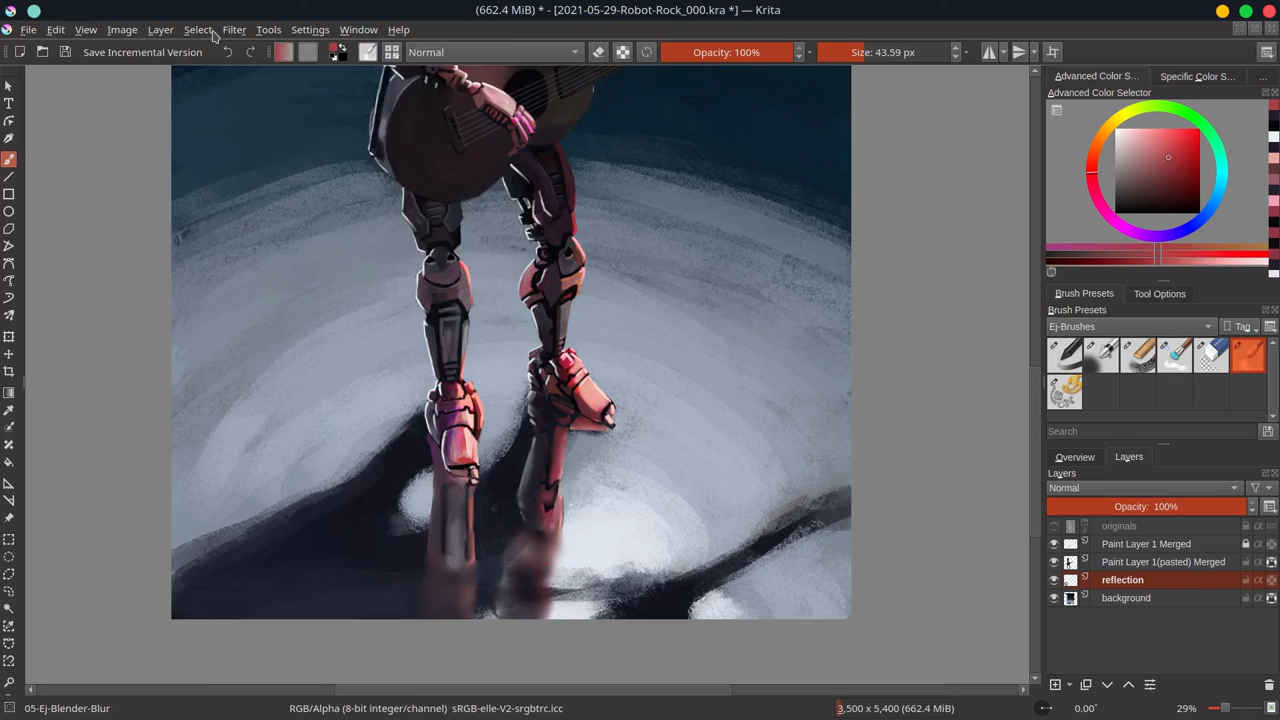 (662.4 MiB) * - [2021-05-29-Robot-Rock_000.kra *] — Krita
File Edit View Image Layer Select Filter Tools Settings Window Help
Save Incremental Version Normal Opacity: 100% Size: 43.59 px
Advanced Color S... Specific Color S... ...
Advanced Color Selector
Brush Presets Tool Options
Brush Presets
Ej-Brushes Tag
Search
Overview Layers
Layers
Normal
Opacity: 100%
originals
Paint Layer 1 Merged
Paint Layer 1(pasted) Merged
reflection
background
05-Ej-Blender-Blur RGB/Alpha (8-bit integer/channel) sRGB-elle-V2-srgbtrc.icc 3,500 x 5,400 (662.4 MiB) 0.00° 29%